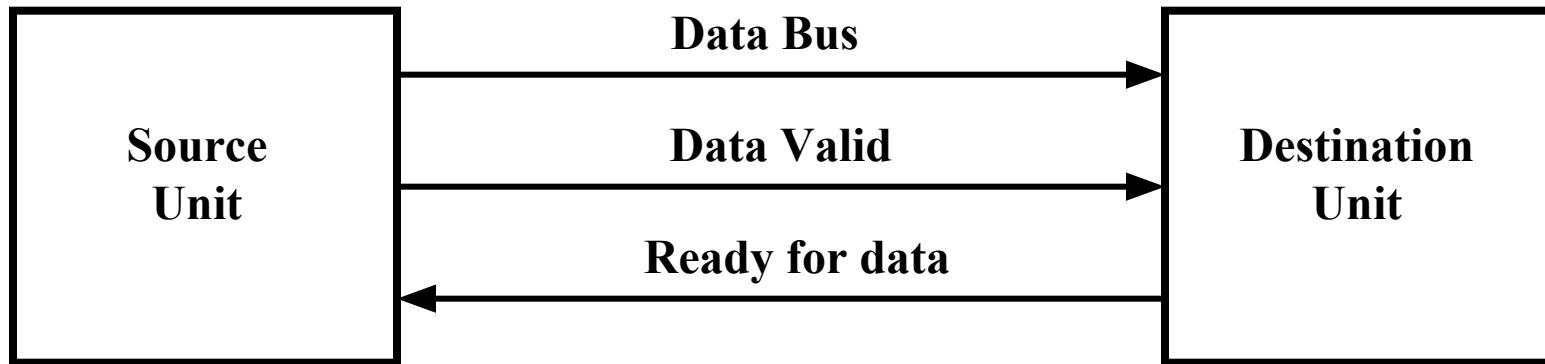 Data Bus
Source
Unit
Data Valid
Destination
Unit
Ready for data